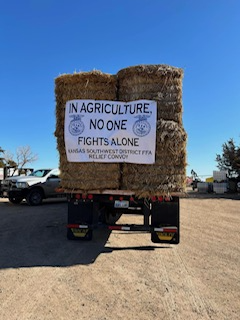 IN AGRICULTURE,
NO ONE
FIGHTS ALONE
KANSAS SOUTHWEST DISTRICT FFA
RELIEF CONVOY